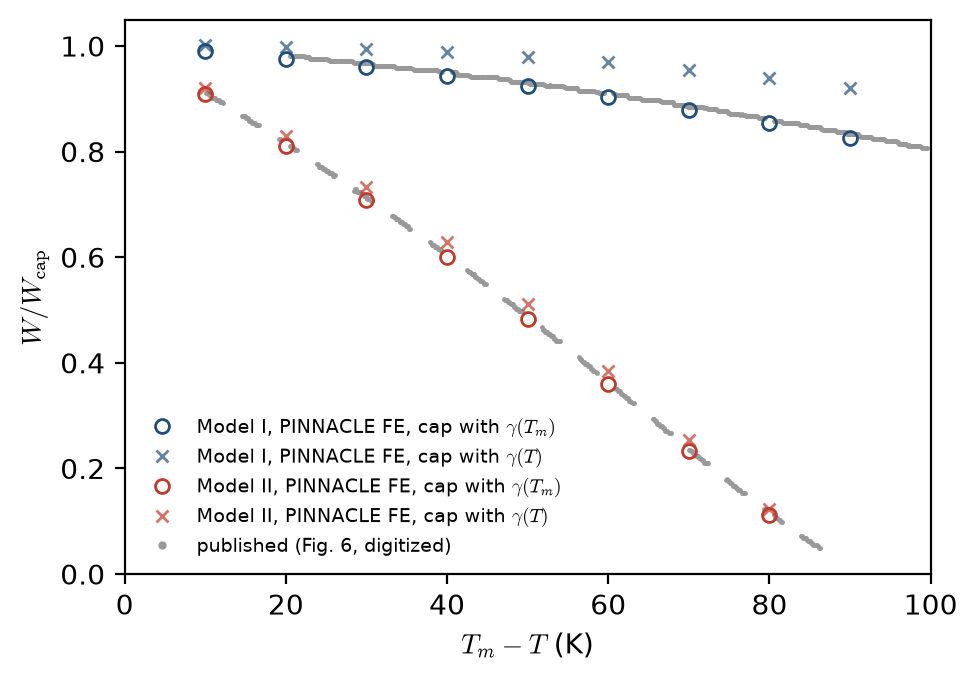 1.0
0.8
0.6
0.4
0.2
0.0
W/W_cap
Model I, PINNACLE FE, cap with γ(T_m)
Model I, PINNACLE FE, cap with γ(T)
Model II, PINNACLE FE, cap with γ(T_m)
Model II, PINNACLE FE, cap with γ(T)
published (Fig. 6, digitized)
0 20 40 60 80 100
T_m − T (K)